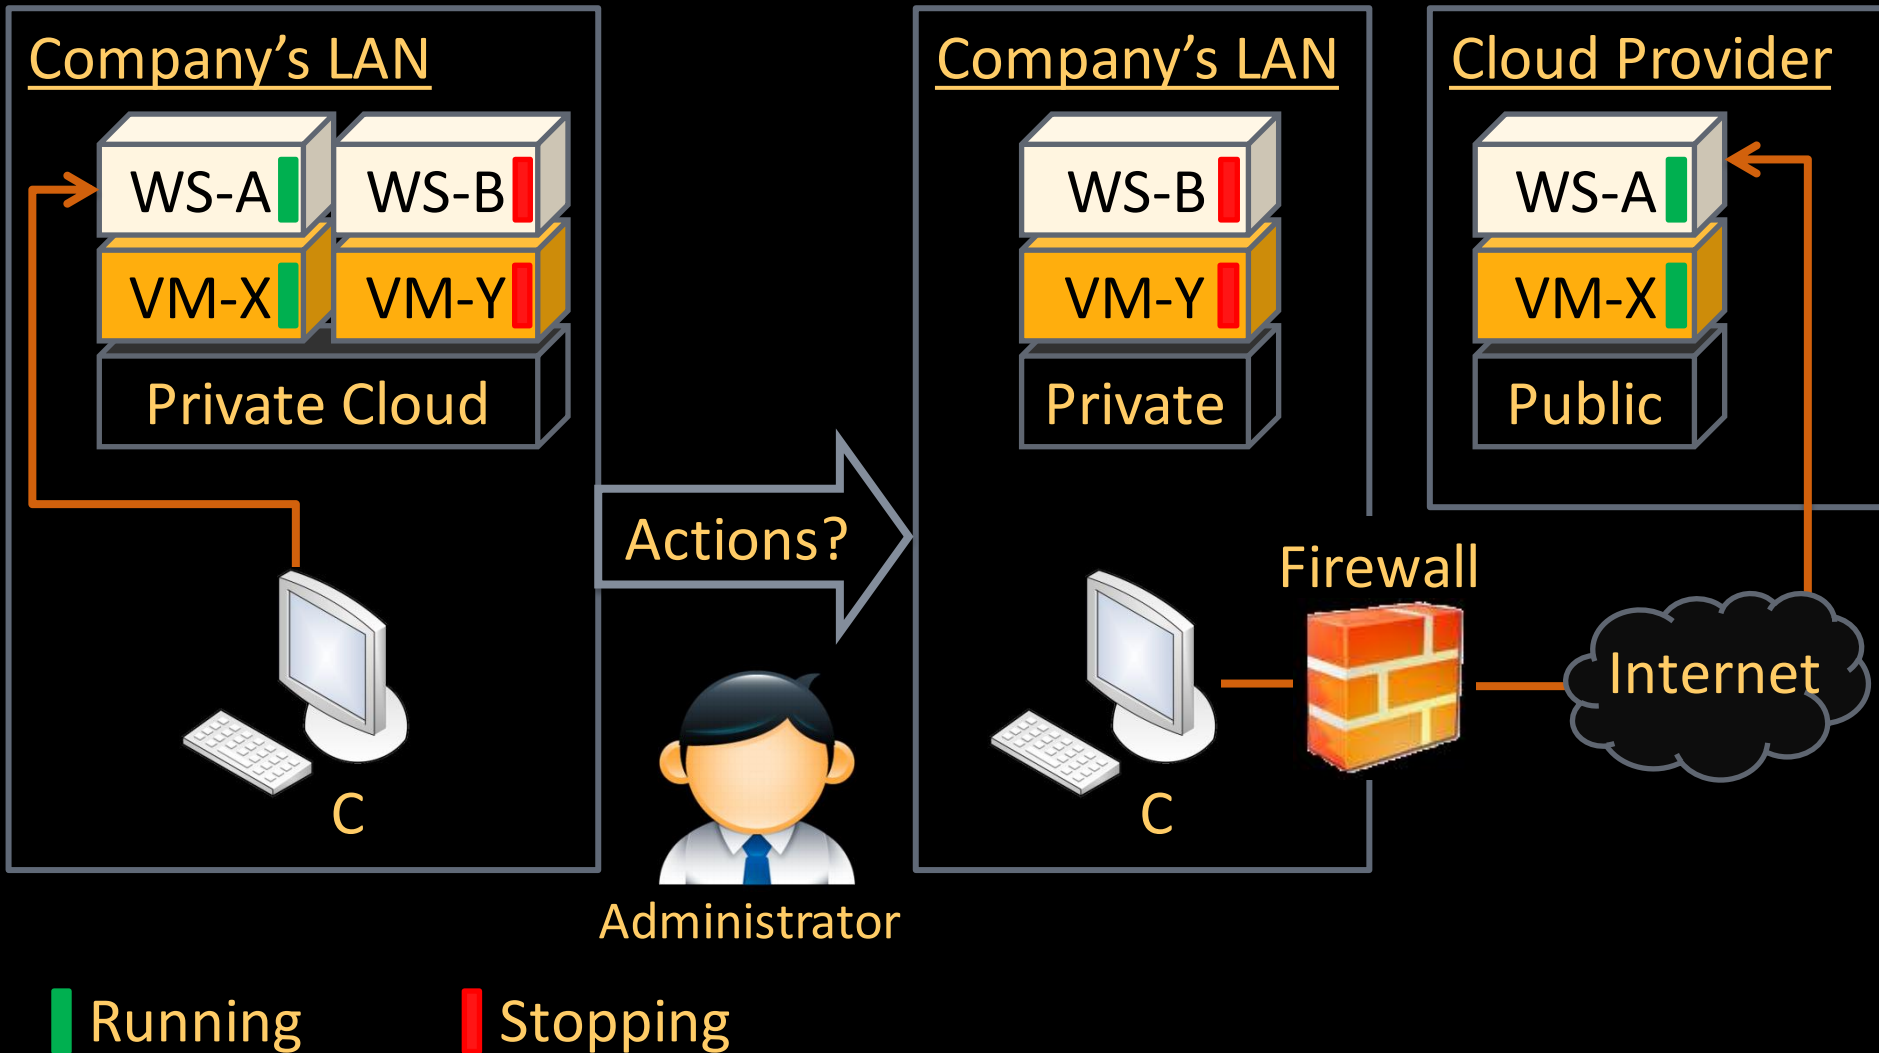 Company’s LAN
WS-A
WS-B
VM-X
VM-Y
Private Cloud
C
Actions?
Administrator
Company’s LAN
WS-B
VM-Y
Private
C
Firewall
Internet
Cloud Provider
WS-A
VM-X
Public
Running
Stopping